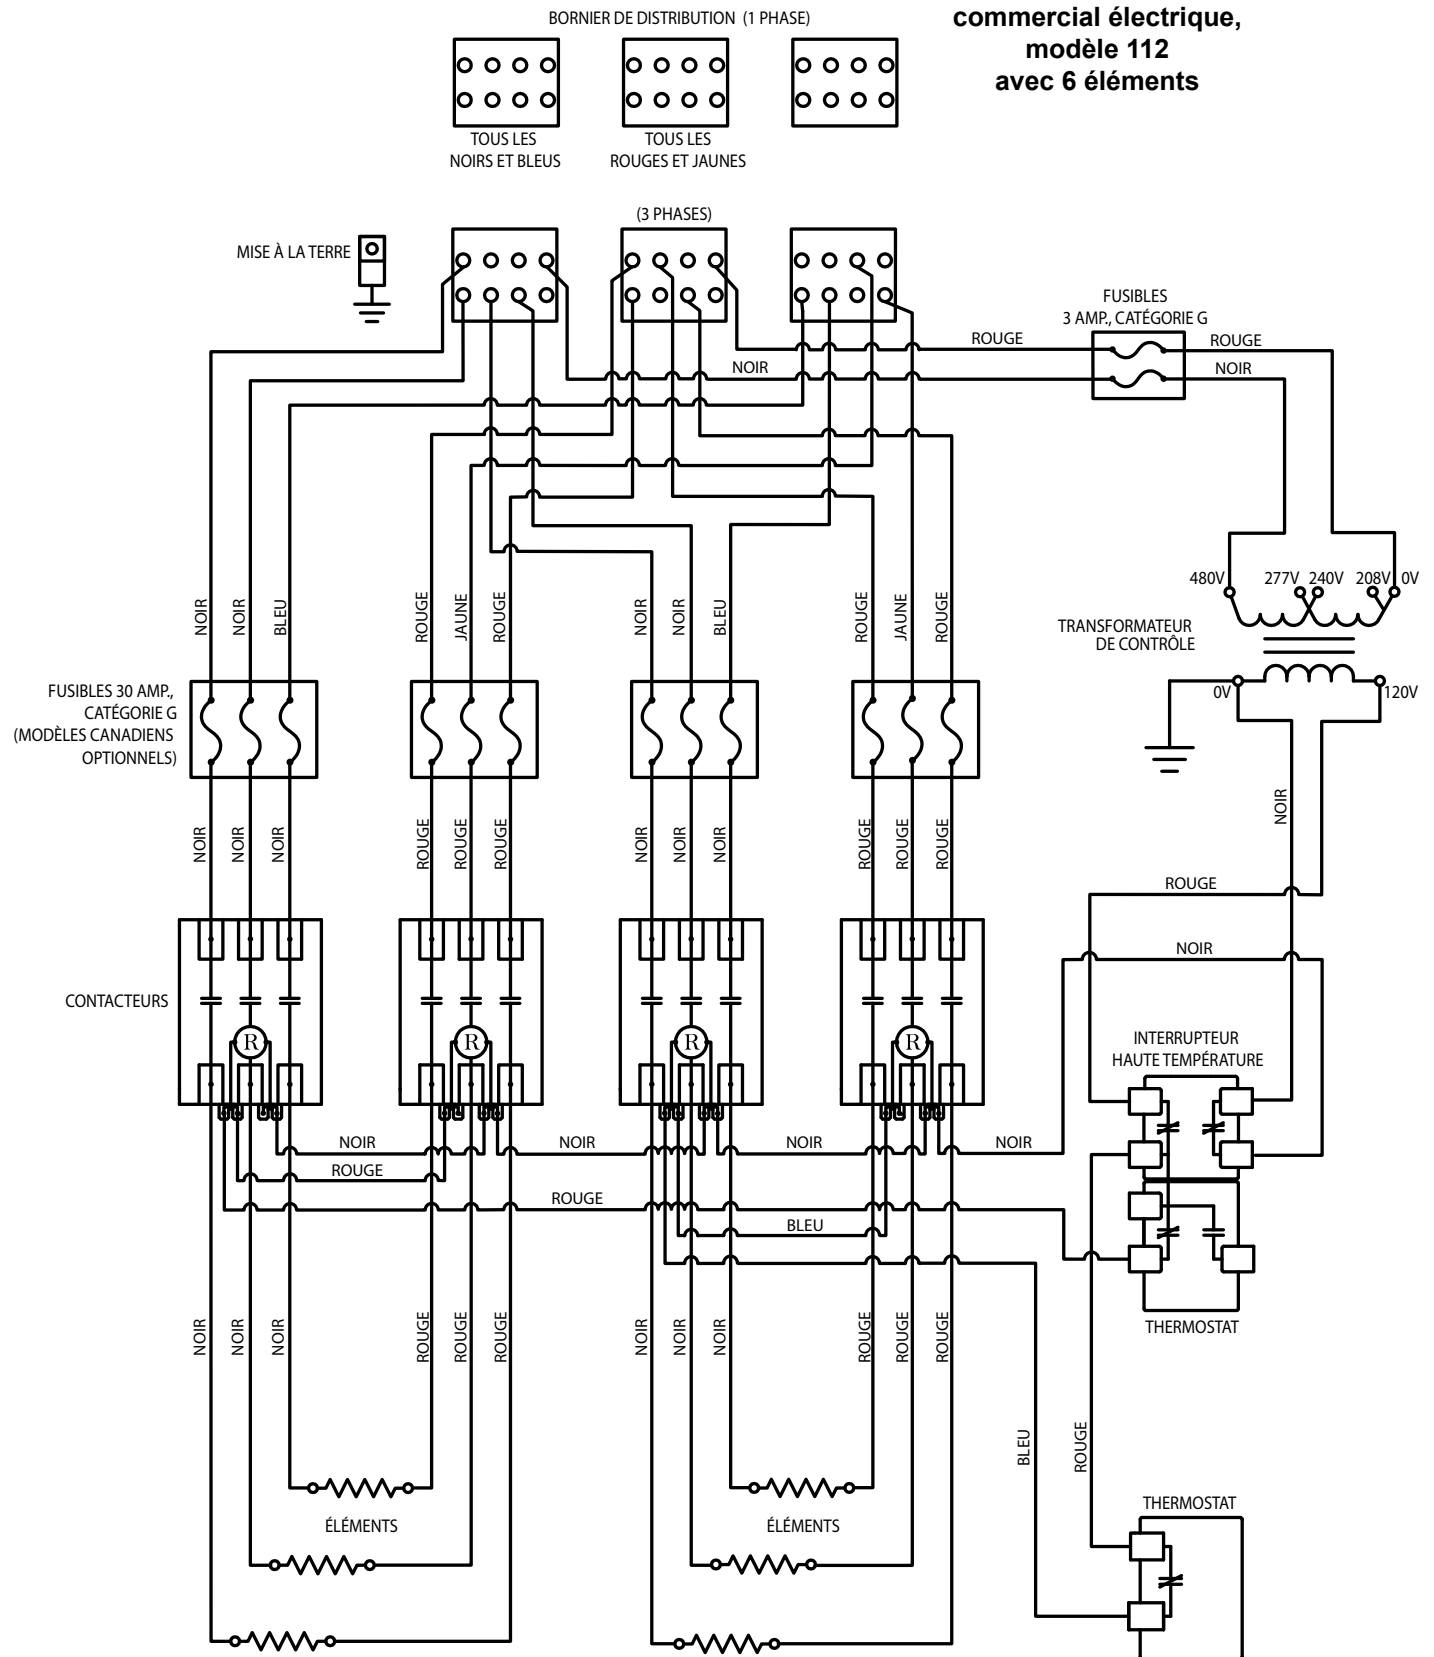 BORNIER DE DISTRIBUTION (1 PHASE)
commercial électrique,
modèle 112
avec 6 éléments
TOUS LES
NOIRS ET BLEUS
TOUS LES
ROUGES ET JAUNES
(3 PHASES)
MISE À LA TERRE
FUSIBLES
3 AMP., CATÉGORIE G
ROUGE
ROUGE
NOIR
NOIR
480V
277V
240V
208V
0V
TRANSFORMATEUR
DE CONTRÔLE
0V
120V
NOIR
NOIR
BLEU
ROUGE
JAUNE
ROUGE
NOIR
NOIR
BLEU
ROUGE
JAUNE
ROUGE
FUSIBLES 30 AMP.,
CATÉGORIE G
(MODÈLES CANADIENS
OPTIONNELS)
NOIR
NOIR
NOIR
ROUGE
ROUGE
ROUGE
NOIR
NOIR
NOIR
ROUGE
ROUGE
ROUGE
NOIR
ROUGE
NOIR
CONTACTEURS
R
R
R
R
INTERRUPTEUR
HAUTE TEMPÉRATURE
NOIR
NOIR
NOIR
NOIR
ROUGE
ROUGE
BLEU
THERMOSTAT
NOIR
NOIR
NOIR
ROUGE
ROUGE
ROUGE
NOIR
NOIR
NOIR
ROUGE
ROUGE
ROUGE
BLEU
ROUGE
ÉLÉMENTS
ÉLÉMENTS
THERMOSTAT